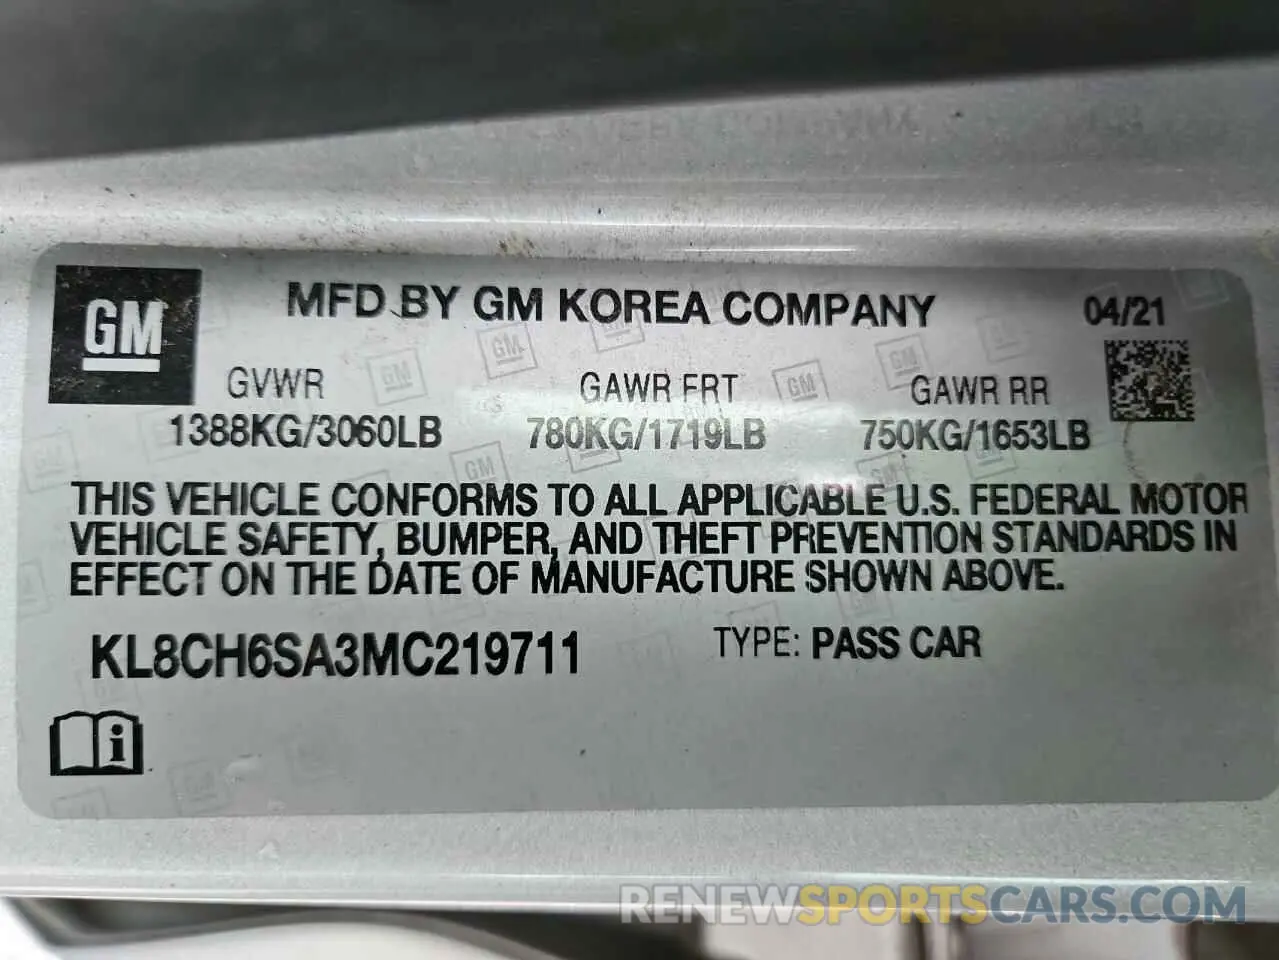 GM
MFD BY GM KOREA COMPANY 04/21
GVWR GAWR FRT GAWR RR
1388KG/3060LB 780KG/1719LB 750KG/1653LB
THIS VEHICLE CONFORMS TO ALL APPLICABLE U.S. FEDERAL MOTOR
VEHICLE SAFETY, BUMPER, AND THEFT PREVENTION STANDARDS IN
EFFECT ON THE DATE OF MANUFACTURE SHOWN ABOVE.
KL8CH6SA3MC219711 TYPE: PASS CAR
i
RENEWSPORTSCARS.COM